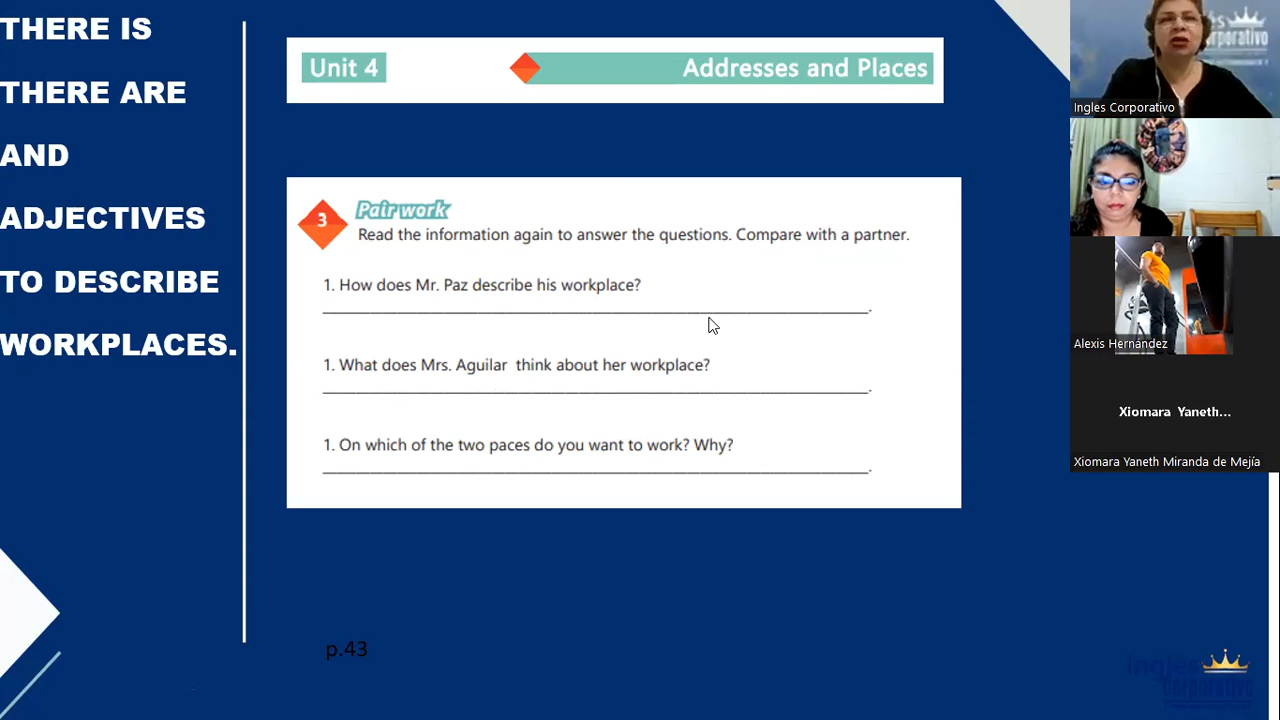 THERE IS
THERE ARE
AND
ADJECTIVES
TO DESCRIBE
WORKPLACES.
Unit 4
Addresses and Places
3
Pair work
Read the information again to answer the questions. Compare with a partner.
1. How does Mr. Paz describe his workplace?
1. What does Mrs. Aguilar think about her workplace?
1. On which of the two paces do you want to work? Why?
p.43
Ingles Corporativo
Alexis Hernández
Xiomara Yaneth...
Xiomara Yaneth Miranda de Mejía
Inglés
Corporativo